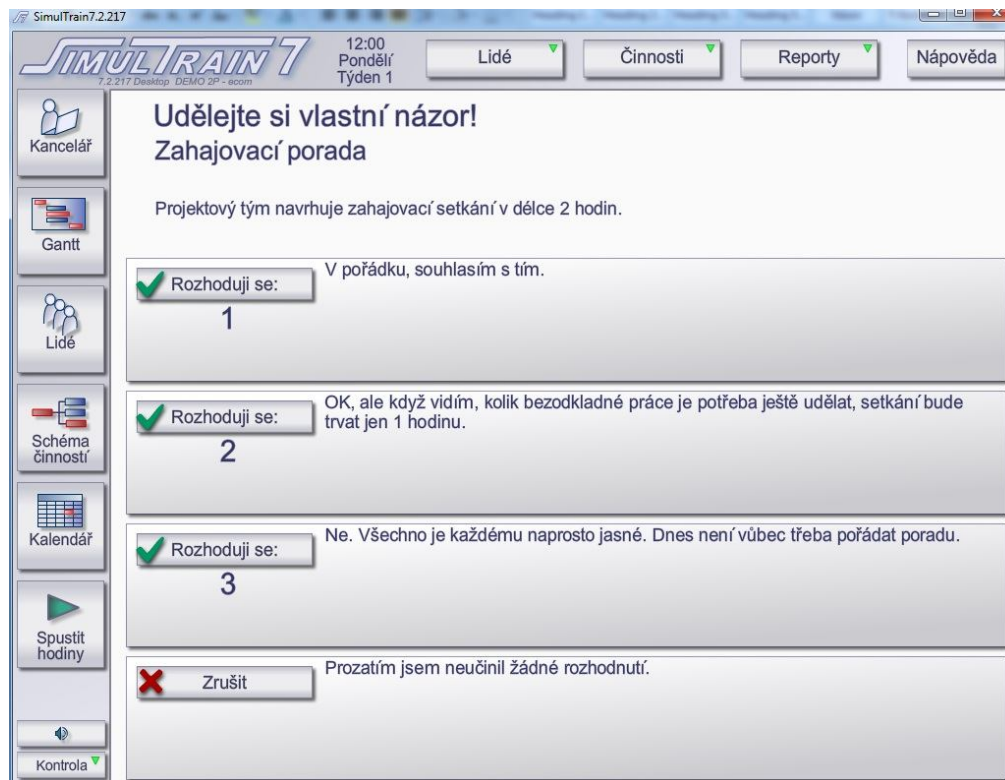 SimulTrain7.2.217
SIMULTRAIN 7
7.2.217 Desktop DEMO 2P - ecom
12:00
Pondělí
Týden 1
Lidé
Činnosti
Reporty
Nápověda
Kancelář
Gantt
Lidé
Schéma
činností
Kalendář
Spustit
hodiny
Kontrola
Udělejte si vlastní názor!
Zahajovací porada
Projektový tým navrhuje zahajovací setkání v délce 2 hodin.
Rozhoduji se:
1
V pořádku, souhlasím s tím.
Rozhoduji se:
2
OK, ale když vidím, kolik bezodkladné práce je potřeba ještě udělat, setkání bude
trvat jen 1 hodinu.
Rozhoduji se:
3
Ne. Všechno je každému naprosto jasné. Dnes není vůbec třeba pořádat poradu.
Zrušit
Prozatím jsem neučinil žádné rozhodnutí.